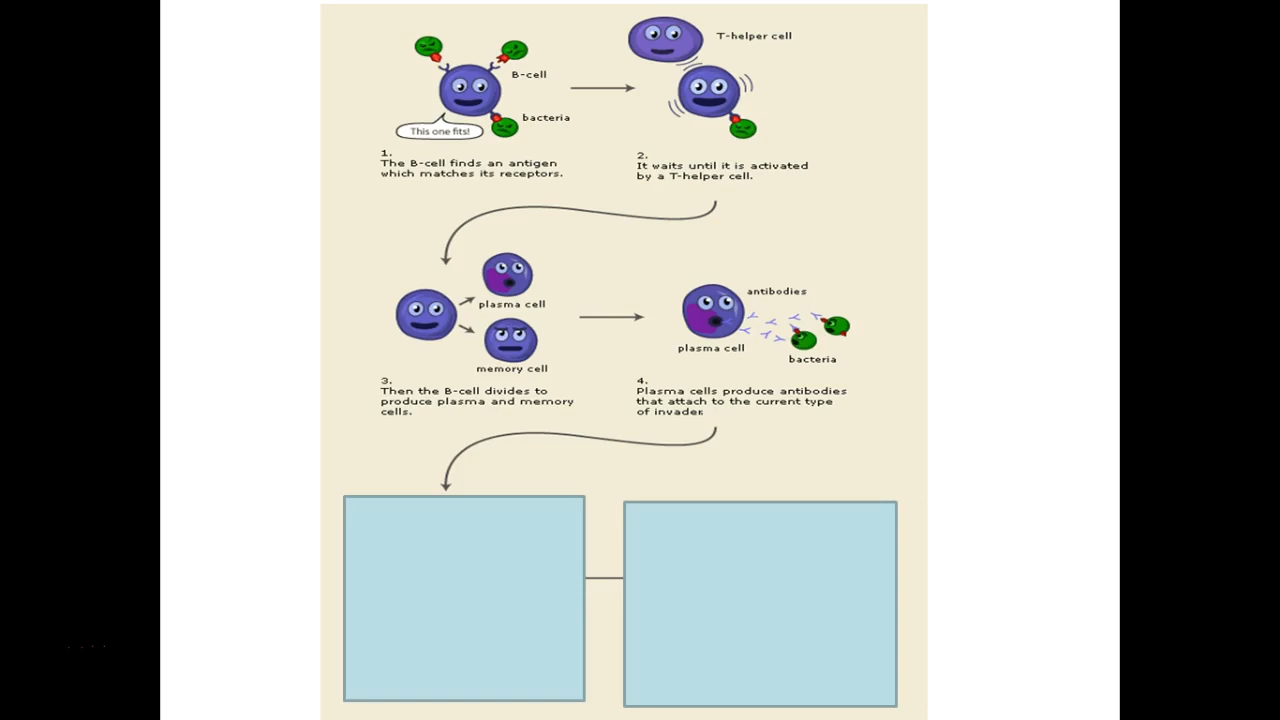 T-helper cell
B-cell
bacteria
This one fits!
1.
The B-cell finds an antigen
which matches its receptors.
2.
It waits until it is activated
by a T-helper cell.
plasma cell
memory cell
antibodies
plasma cell
bacteria
3.
Then the B-cell divides to
produce plasma and memory
cells.
4.
Plasma cells produce antibodies
that attach to the current type
of invader.